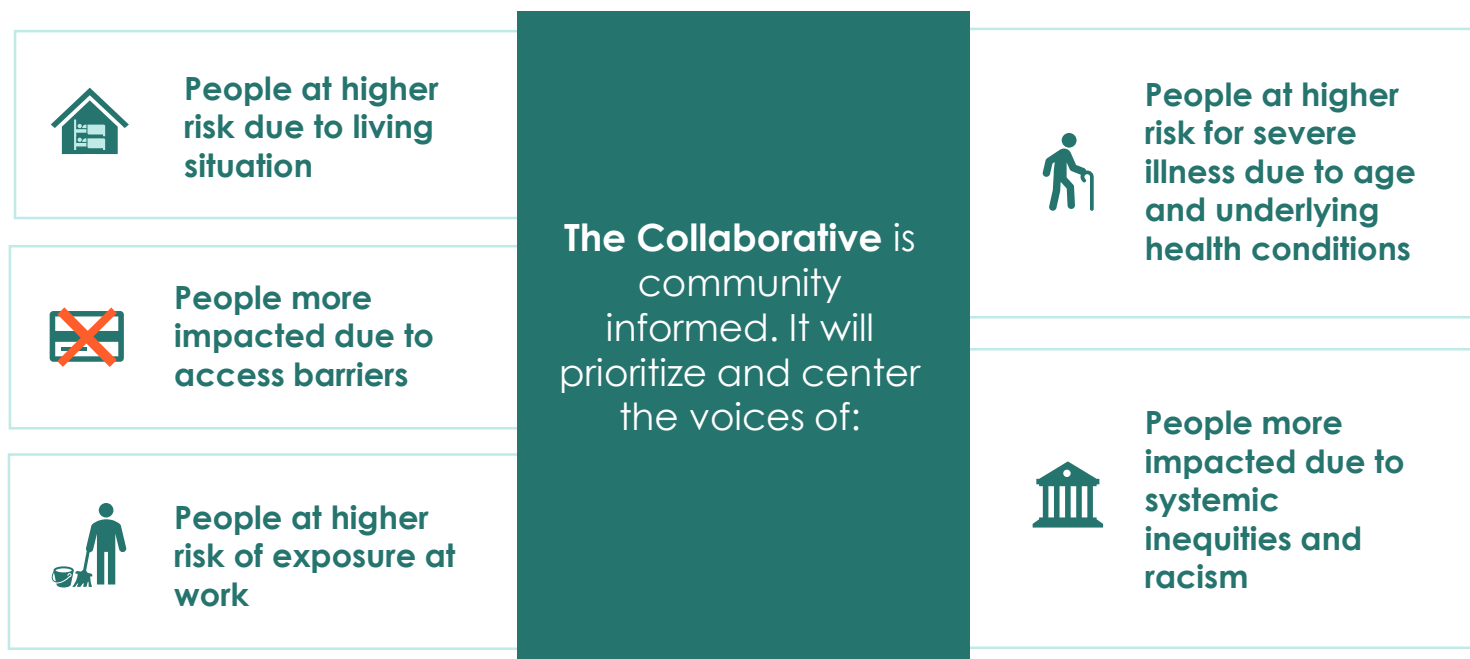 People at higher
risk due to living
situation
People more
impacted due to
access barriers
People at higher
risk of exposure at
work
The Collaborative is
community
informed. It will
prioritize and center
the voices of:
People at higher
risk for severe
illness due to age
and underlying
health conditions
People more
impacted due to
systemic
inequities and
racism